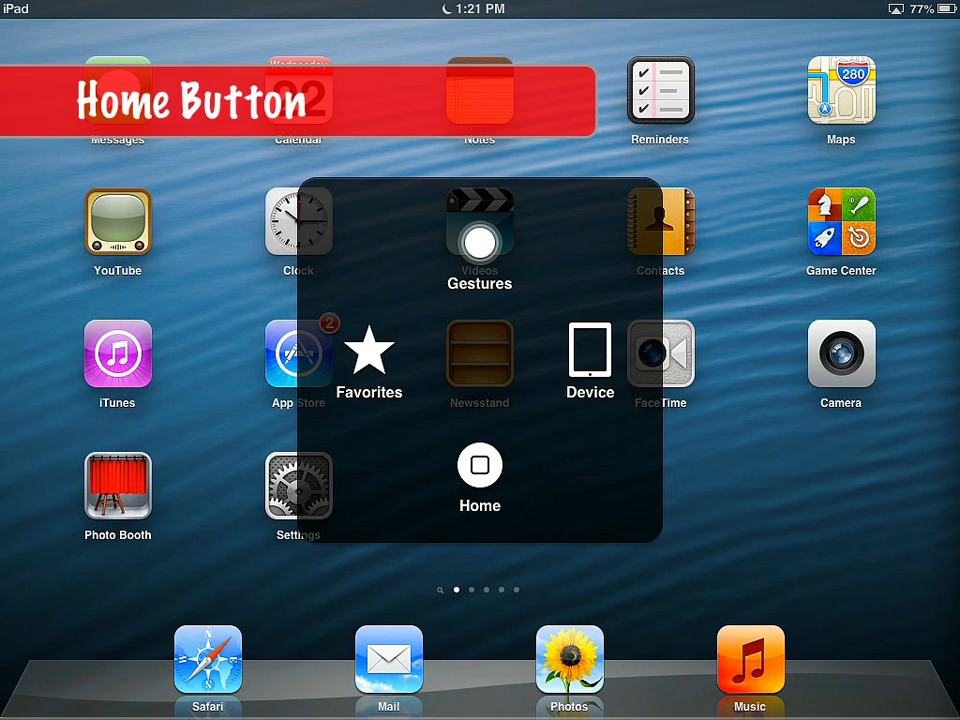 iPad
1:21 PM
77%
Wednesday
Home Button
Messages
Calendar
Notes
Reminders
280
Maps
YouTube
Clock
Videos
Contacts
Game Center
Gestures
2
iTunes
App Store
Favorites
Newsstand
Device
FaceTime
Camera
Photo Booth
Settings
Home
N
Safari
Mail
Photos
Music